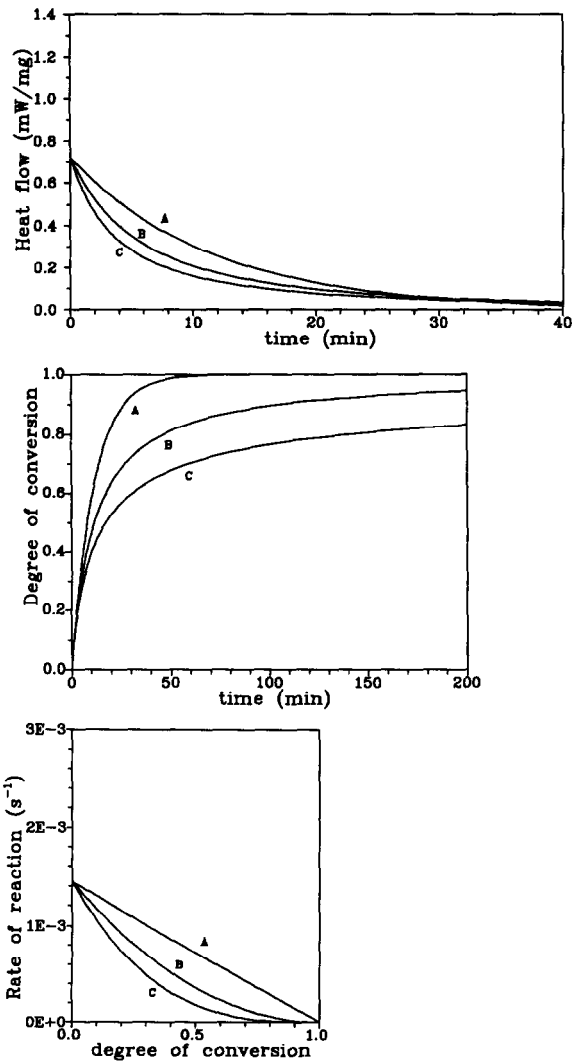 Heat flow (mW/mg)
1.4
1.2
1.0
0.8
0.6
0.4
0.2
0.0
A
B
C
0
10
20
30
40
time (min)
Degree of conversion
1.0
0.8
0.6
0.4
0.2
0.0
A
B
C
0
50
100
150
200
time (min)
Rate of reaction (s⁻¹)
3E-3
2E-3
1E-3
0E+0
A
B
C
0.0
0.5
1.0
degree of conversion